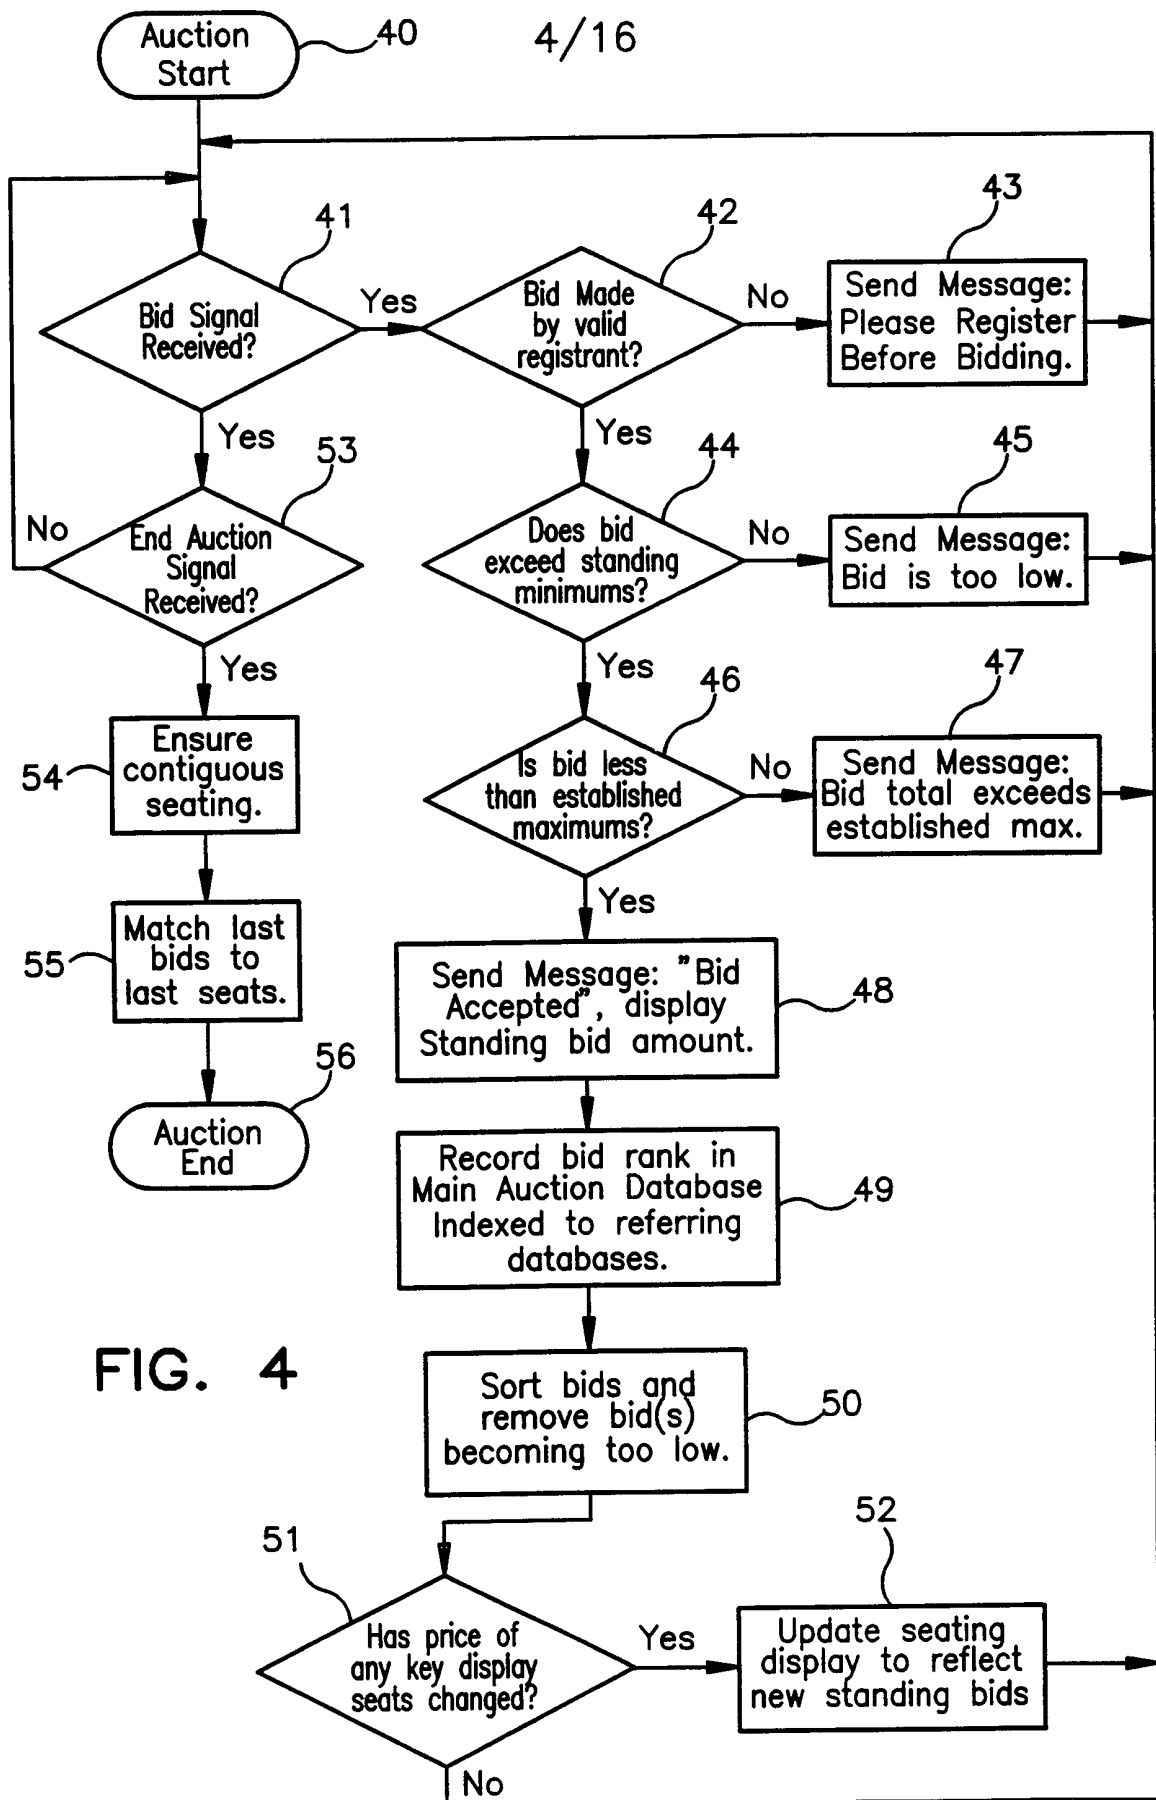 4/16
Auction
Start
40
41
Bid Signal
Received?
Yes
42
Bid Made
by valid
registrant?
No
43
Send Message:
Please Register
Before Bidding.
Yes
53
End Auction
Signal
Received?
No
Yes
44
Does bid
exceed standing
minimums?
No
45
Send Message:
Bid is too low.
Yes
54
Ensure
contiguous
seating.
Yes
46
Is bid less
than established
maximums?
No
47
Send Message:
Bid total exceeds
established max.
Yes
55
Match last
bids to
last seats.
56
Auction
End
Send Message: "Bid
Accepted", display
Standing bid amount.
48
Record bid rank in
Main Auction Database
Indexed to referring
databases.
49
FIG. 4
Sort bids and
remove bid(s)
becoming too low.
50
51
Has price of
any key display
seats changed?
Yes
52
Update seating
display to reflect
new standing bids
No